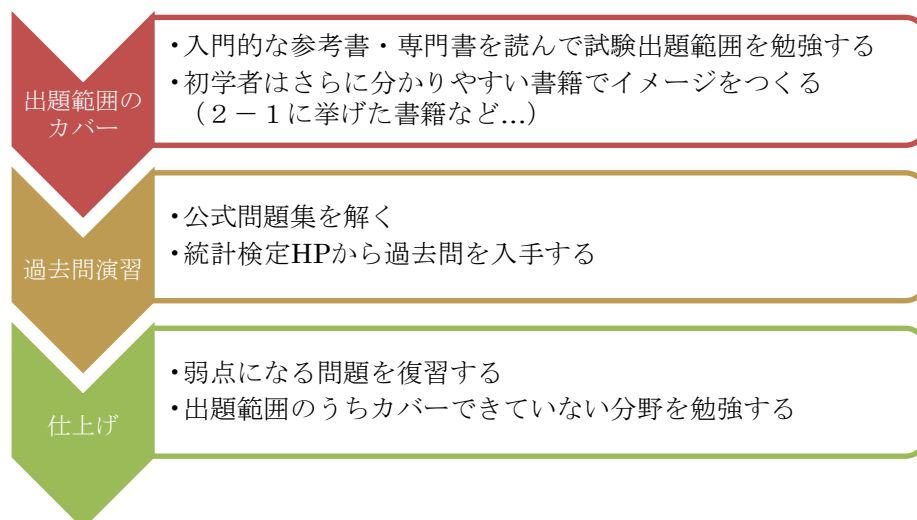 出題範囲の
カバー
・入門的な参考書・専門書を読んで試験出題範囲を勉強する
・初学者はさらに分かりやすい書籍でイメージをつくる
（２－１に挙げた書籍など...）
過去問演習
・公式問題集を解く
・統計検定HPから過去問を入手する
仕上げ
・弱点になる問題を復習する
・出題範囲のうちカバーできていない分野を勉強する